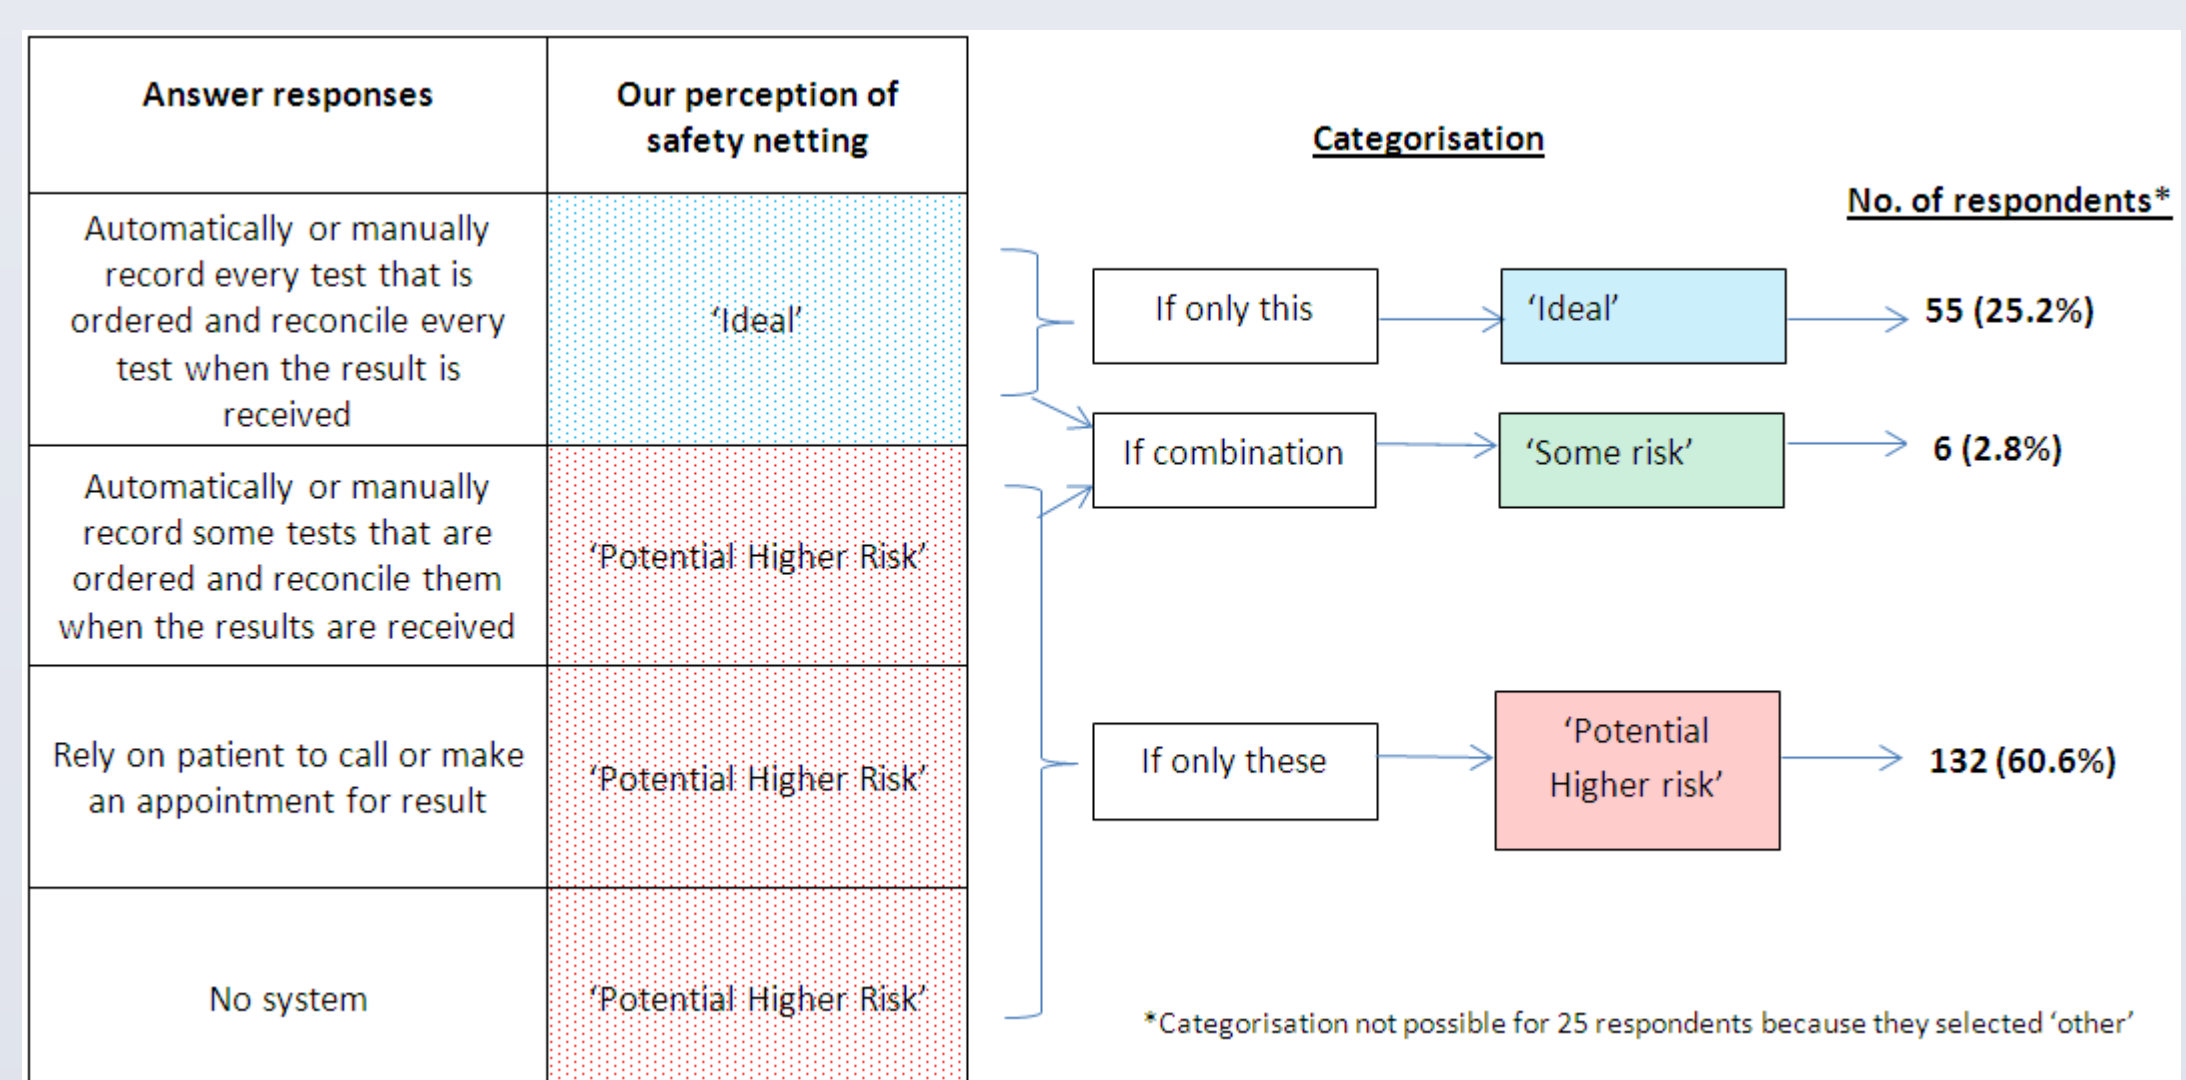 Answer responses
Our perception of
safety netting
Categorisation
No. of respondents*
Automatically or manually
record every test that is
ordered and reconcile every
test when the result is
received
‘Ideal’
If only this
‘Ideal’
55 (25.2%)
If combination
‘Some risk’
6 (2.8%)
Automatically or manually
record some tests that are
ordered and reconcile them
when the results are received
‘Potential Higher Risk’
Rely on patient to call or make
an appointment for result
‘Potential Higher Risk’
If only these
‘Potential
Higher risk’
132 (60.6%)
No system
‘Potential Higher Risk’
*Categorisation not possible for 25 respondents because they selected ‘other’